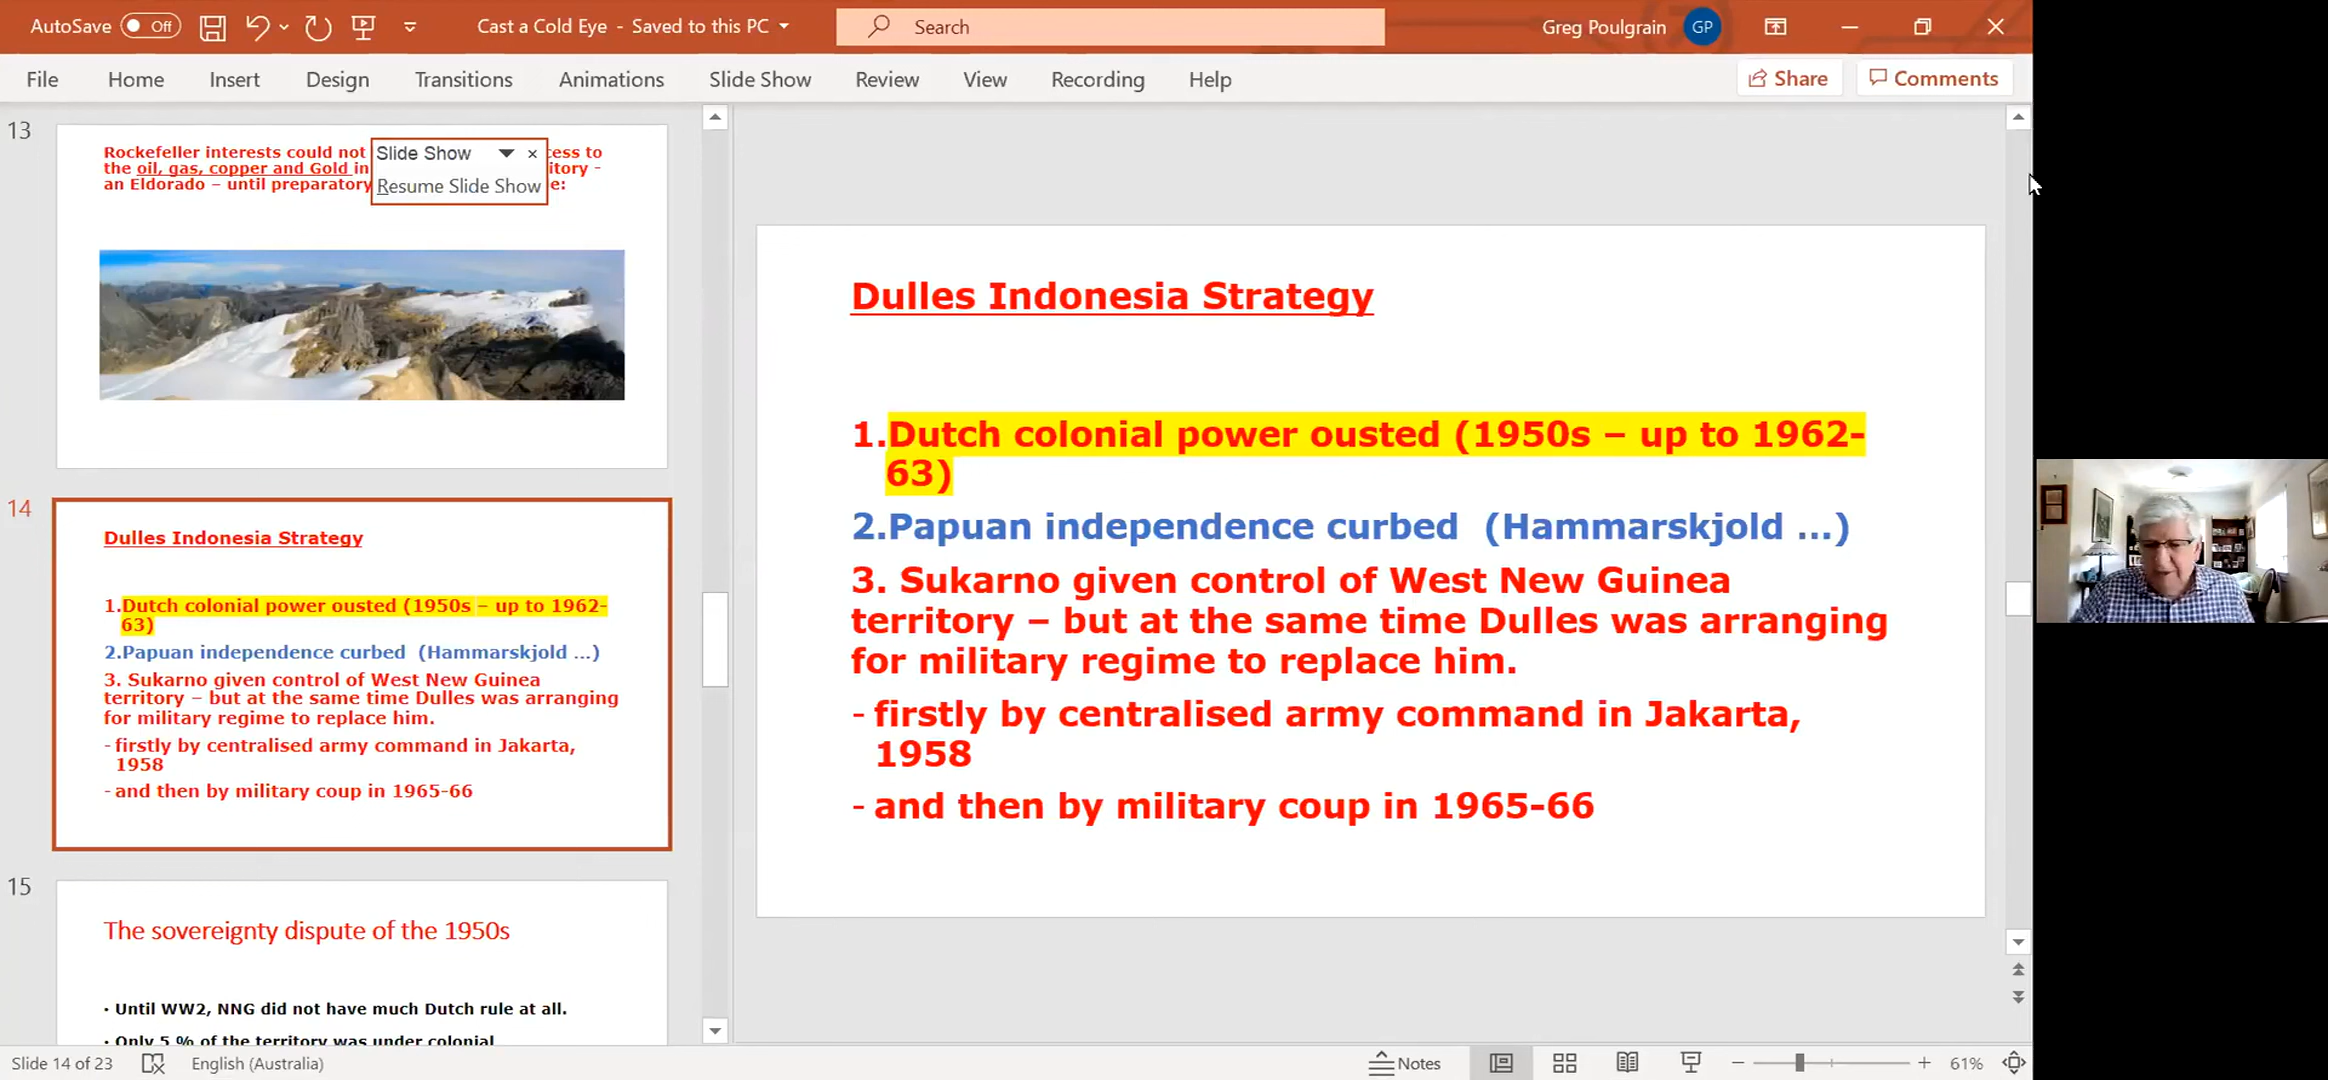 AutoSave Off
Cast a Cold Eye - Saved to this PC
Search
Greg Poulgrain GP
File Home Insert Design Transitions Animations Slide Show Review View Recording Help
Share Comments
13
Rockefeller interests could not cess to
the oil, gas, copper and Gold in itory -
an Eldorado – until preparatory e:
Slide Show
Resume Slide Show
14
Dulles Indonesia Strategy
1.Dutch colonial power ousted (1950s – up to 1962-
63)
2.Papuan independence curbed (Hammarskjold ...)
3. Sukarno given control of West New Guinea
territory – but at the same time Dulles was arranging
for military regime to replace him.
- firstly by centralised army command in Jakarta,
1958
- and then by military coup in 1965-66
15
The sovereignty dispute of the 1950s
• Until WW2, NNG did not have much Dutch rule at all.
• Only 5 % of the territory was under colonial
Dulles Indonesia Strategy
1.Dutch colonial power ousted (1950s – up to 1962-
63)
2.Papuan independence curbed (Hammarskjold ...)
3. Sukarno given control of West New Guinea
territory – but at the same time Dulles was arranging
for military regime to replace him.
- firstly by centralised army command in Jakarta,
1958
- and then by military coup in 1965-66
Slide 14 of 23 English (Australia) Notes 61%